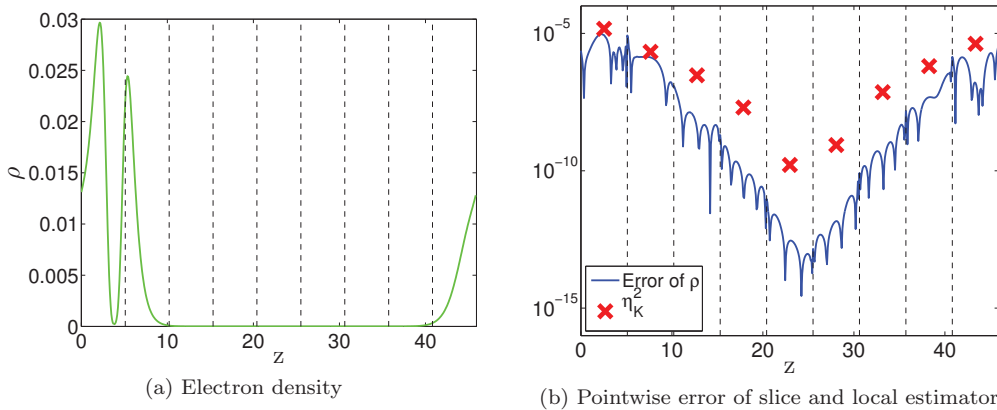 0.03
0.025
0.02
0.015
0.01
0.005
0
ρ
0 10 20 30 40
z
(a) Electron density
10^-5
10^-10
10^-15
Error of ρ
η_K^2
0 10 20 30 40
z
(b) Pointwise error of slice and local estimator